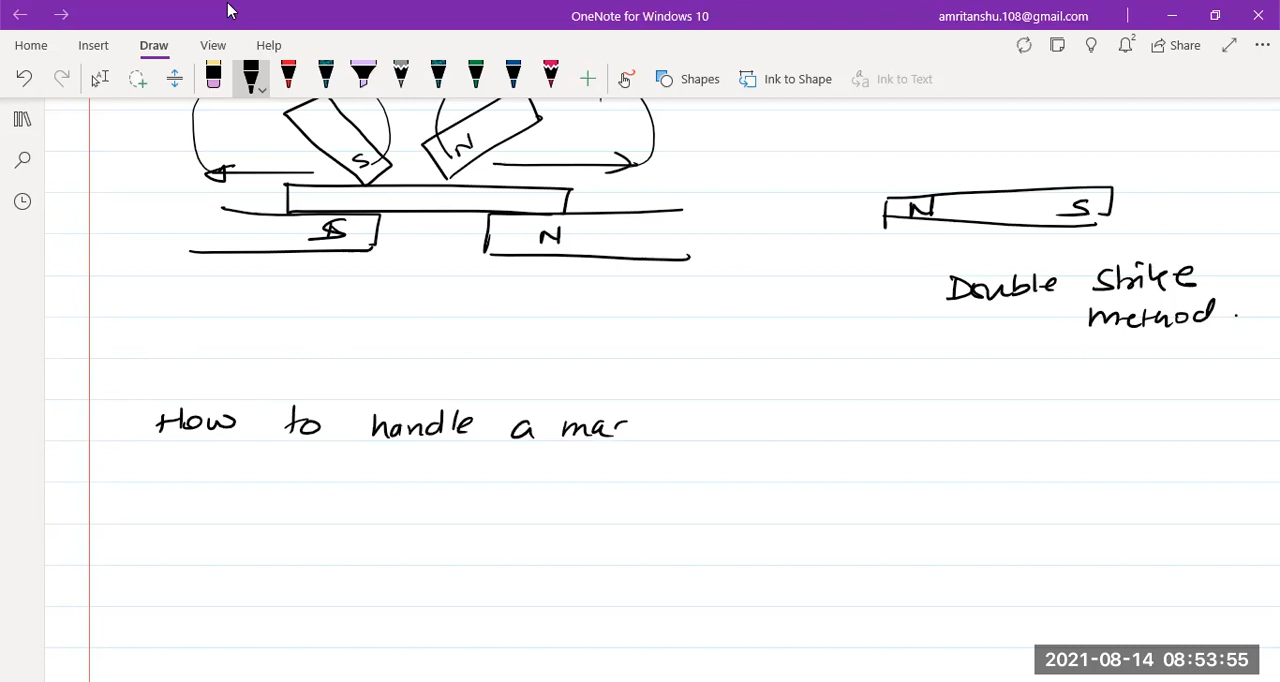 OneNote for Windows 10
amritanshu.108@gmail.com
Home Insert Draw View Help
2
Share
Shapes
Ink to Shape
Ink to Text
S N
S N
N S
Double Strike
method.
How to handle a mar
2021-08-14 08:53:55